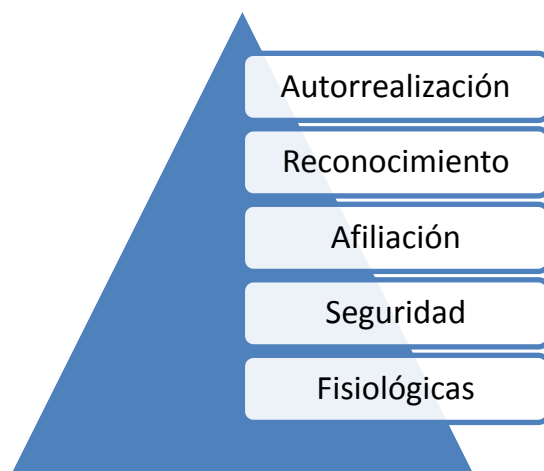 Autorrealización
Reconocimiento
Afiliación
Seguridad
Fisiológicas